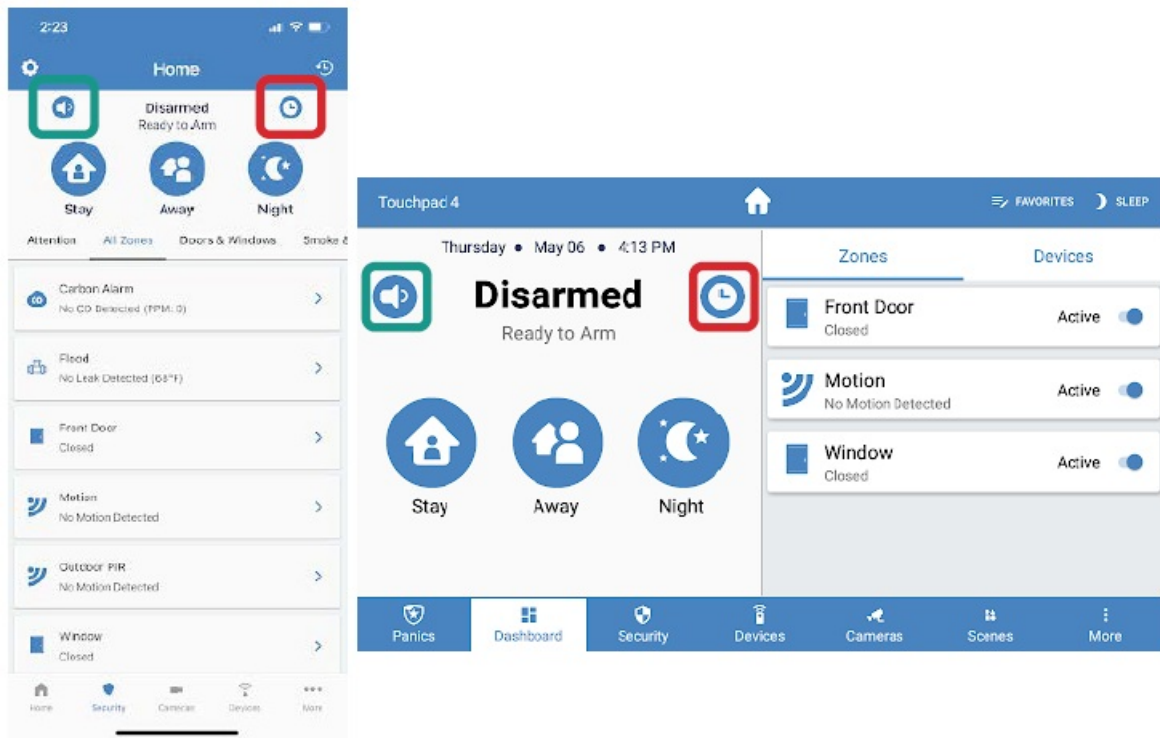 2:23
Home
Disarmed
Ready to Arm
Stay Away Night
Attention All Zones Doors & Windows Smoke &
Carbon Alarm
No CO Detected (PPM: 0)
Flood
No Leak Detected (68°F)
Front Door
Closed
Motion
No Motion Detected
Outdoor PIR
No Motion Detected
Window
Closed
Home Security Cameras Devices More
Touchpad 4 FAVORITES SLEEP
Thursday • May 06 • 4:13 PM
Disarmed
Ready to Arm
Stay Away Night
Zones Devices
Front Door
Closed
Active
Motion
No Motion Detected
Active
Window
Closed
Active
Panics Dashboard Security Devices Cameras Scenes More